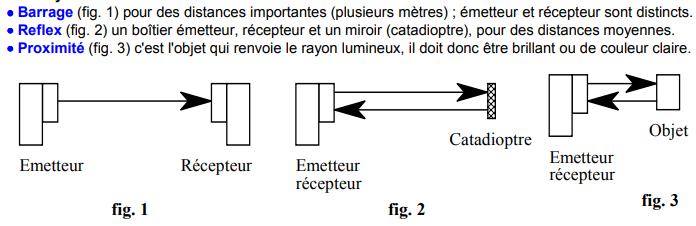 ● Barrage (fig. 1) pour des distances importantes (plusieurs mètres) ; émetteur et récepteur sont distincts.
● Reflex (fig. 2) un boîtier émetteur, récepteur et un miroir (catadioptre), pour des distances moyennes.
● Proximité (fig. 3) c'est l'objet qui renvoie le rayon lumineux, il doit donc être brillant ou de couleur claire.
Emetteur
Récepteur
fig. 1
Emetteur
récepteur
Catadioptre
fig. 2
Emetteur
récepteur
Objet
fig. 3